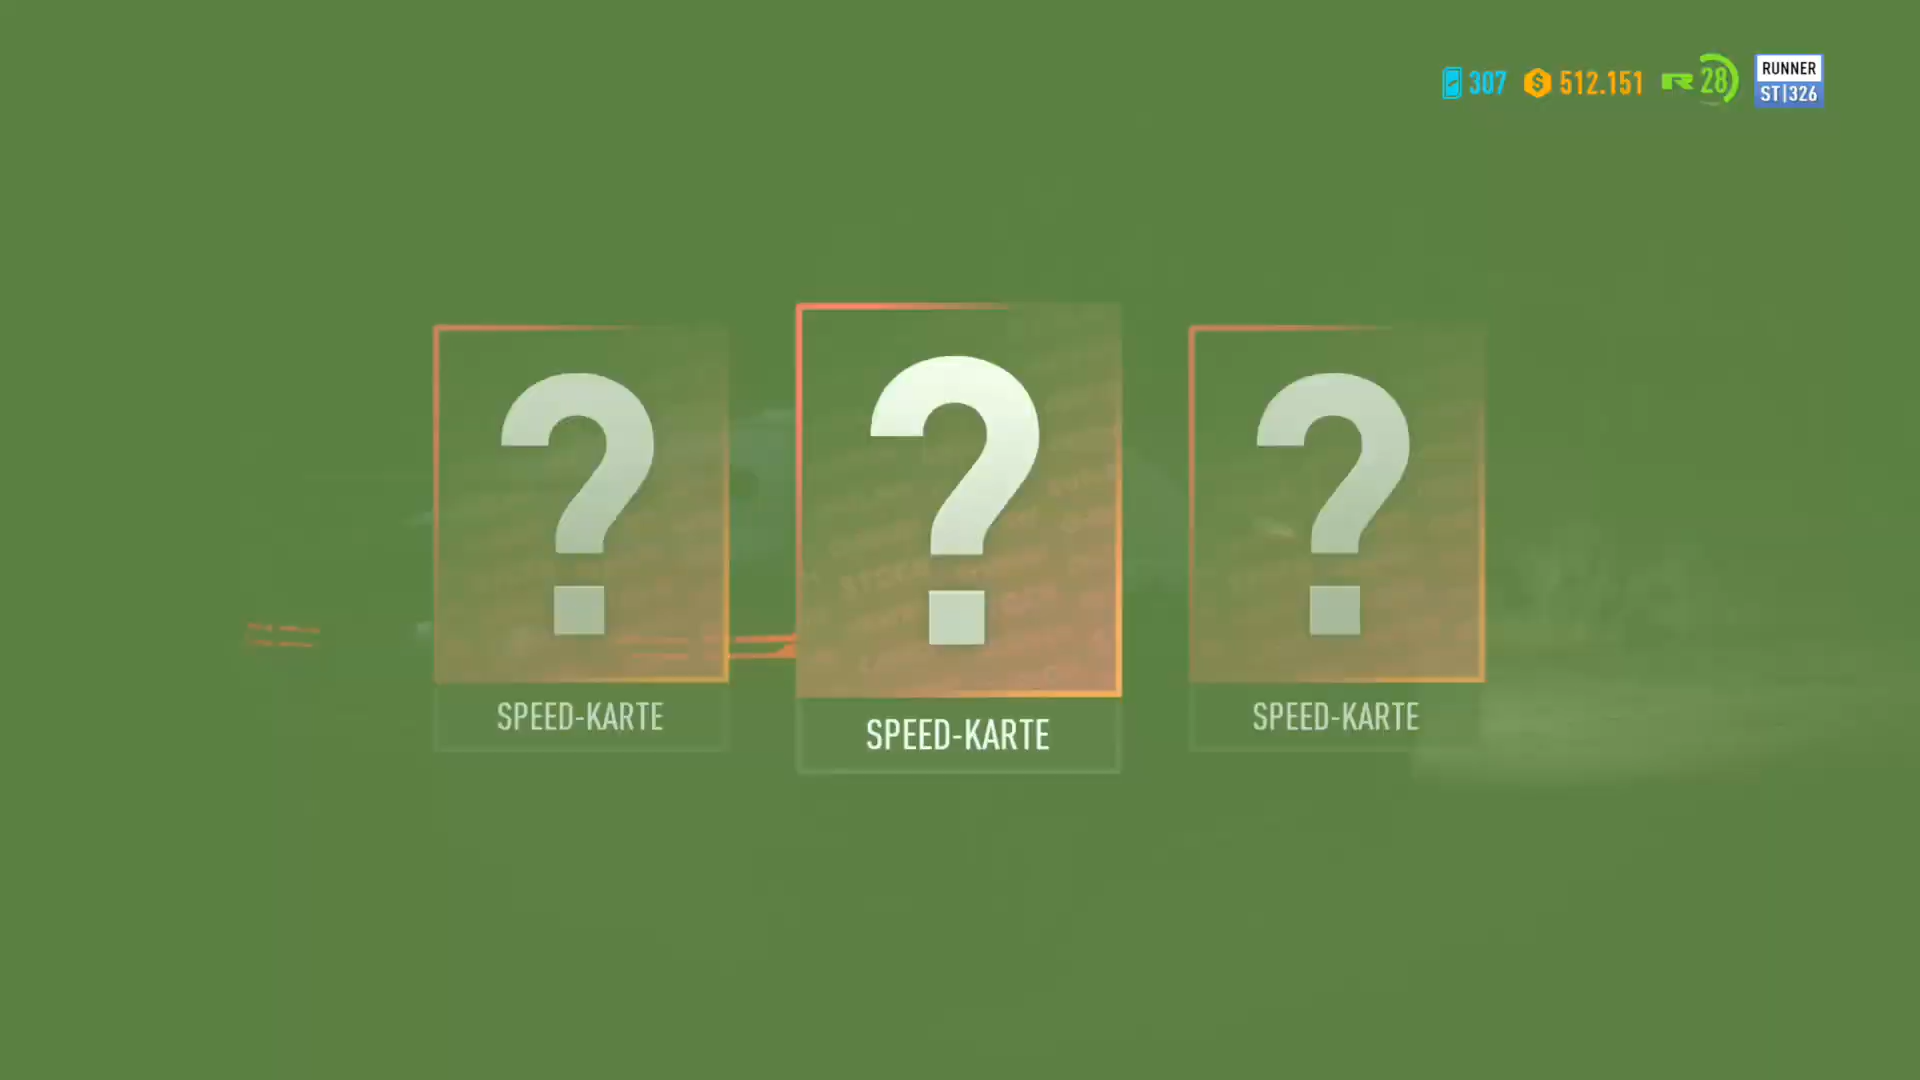 307 512.151 R 28 RUNNER
ST|326
?
?
?
SPEED-KARTE
SPEED-KARTE
SPEED-KARTE